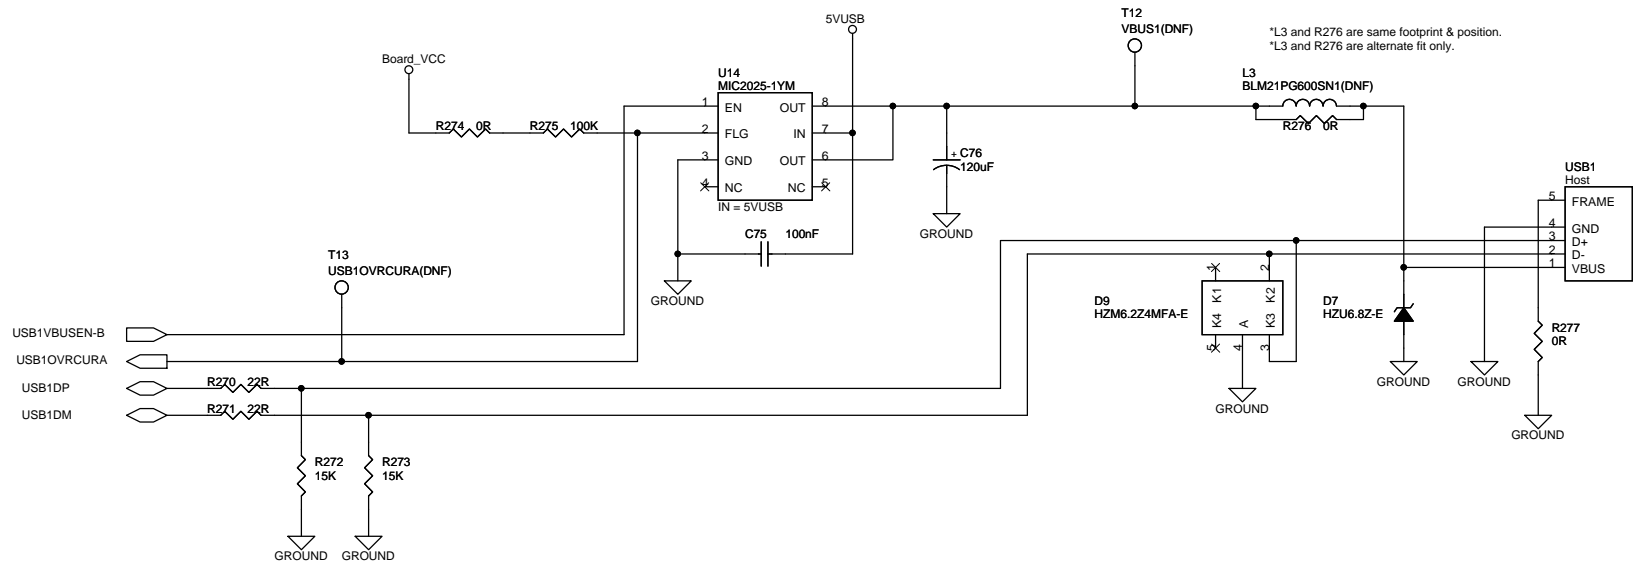 5VUSB
T12
VBUS1(DNF)
*L3 and R276 are same footprint & position.
*L3 and R276 are alternate fit only.
Board_VCC
U14
MIC2025-1YM
L3
BLM21PG600SN1(DNF)
1 EN OUT 8
R274 0R R275 100K
2 FLG IN 7
R276 0R
3 GND OUT 6
+ C76
120uF
4 NC NC 5
IN = 5VUSB
USB1
Host
5 FRAME
4 GND
3 D+
2 D-
1 VBUS
C75 100nF
GROUND
GROUND
T13
USB1OVRCURA(DNF)
D9
HZM6.2Z4MFA-E
1 2
K1 K2
K4 A K3
5 4 3
D7
HZU6.8Z-E
R277
0R
USB1VBUSEN-B
USB1OVRCURA
USB1DP
R270 22R
USB1DM
R271 22R
GROUND
GROUND
GROUND
GROUND
R272
15K
R273
15K
GROUND
GROUND